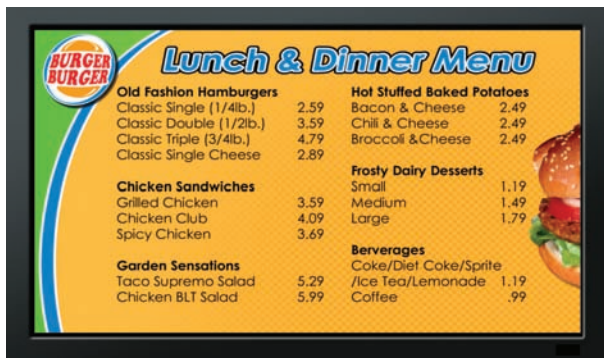 BURGER
BURGER
Lunch & Dinner Menu
Old Fashion Hamburgers
Classic Single (1/4lb.) 2.59
Classic Double (1/2lb.) 3.59
Classic Triple (3/4lb.) 4.79
Classic Single Cheese 2.89
Chicken Sandwiches
Grilled Chicken 3.59
Chicken Club 4.09
Spicy Chicken 3.69
Garden Sensations
Taco Supremo Salad 5.29
Chicken BLT Salad 5.99
Hot Stuffed Baked Potatoes
Bacon & Cheese 2.49
Chili & Cheese 2.49
Broccoli &Cheese 2.49
Frosty Dairy Desserts
Small 1.19
Medium 1.49
Large 1.79
Berverages
Coke/Diet Coke/Sprite
/Ice Tea/Lemonade 1.19
Coffee .99